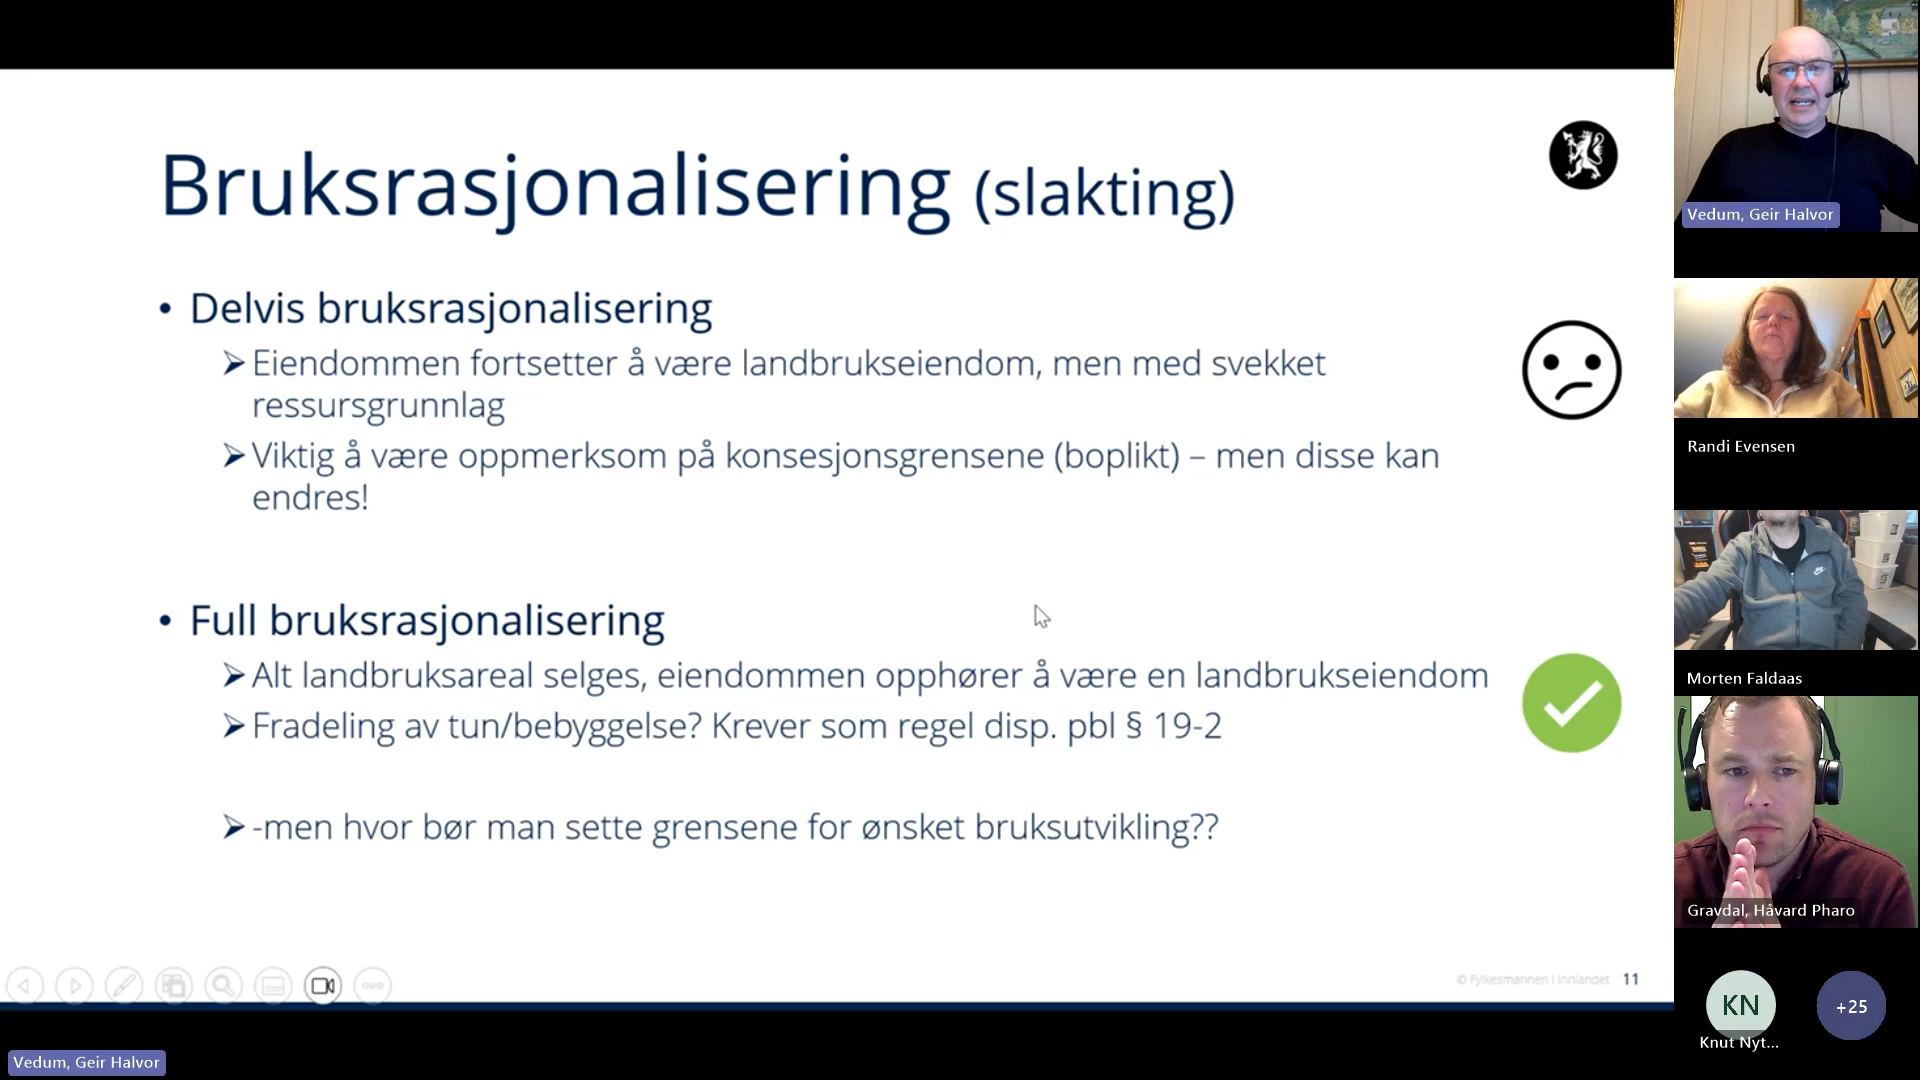 Bruksrasjonalisering (slakting)
• Delvis bruksrasjonalisering
➢Eiendommen fortsetter å være landbrukseiendom, men med svekket
ressursgrunnlag
➢Viktig å være oppmerksom på konsesjonsgrensene (boplikt) – men disse kan
endres!
• Full bruksrasjonalisering
➢Alt landbruksareal selges, eiendommen opphører å være en landbrukseiendom
➢Fradeling av tun/bebyggelse? Krever som regel disp. pbl § 19-2
➢-men hvor bør man sette grensene for ønsket bruksutvikling??
© Fylkesmannen i Innlandet 11
Vedum, Geir Halvor
Vedum, Geir Halvor
Randi Evensen
Morten Faldaas
Gravdal, Håvard Pharo
KN
Knut Nyt...
+25